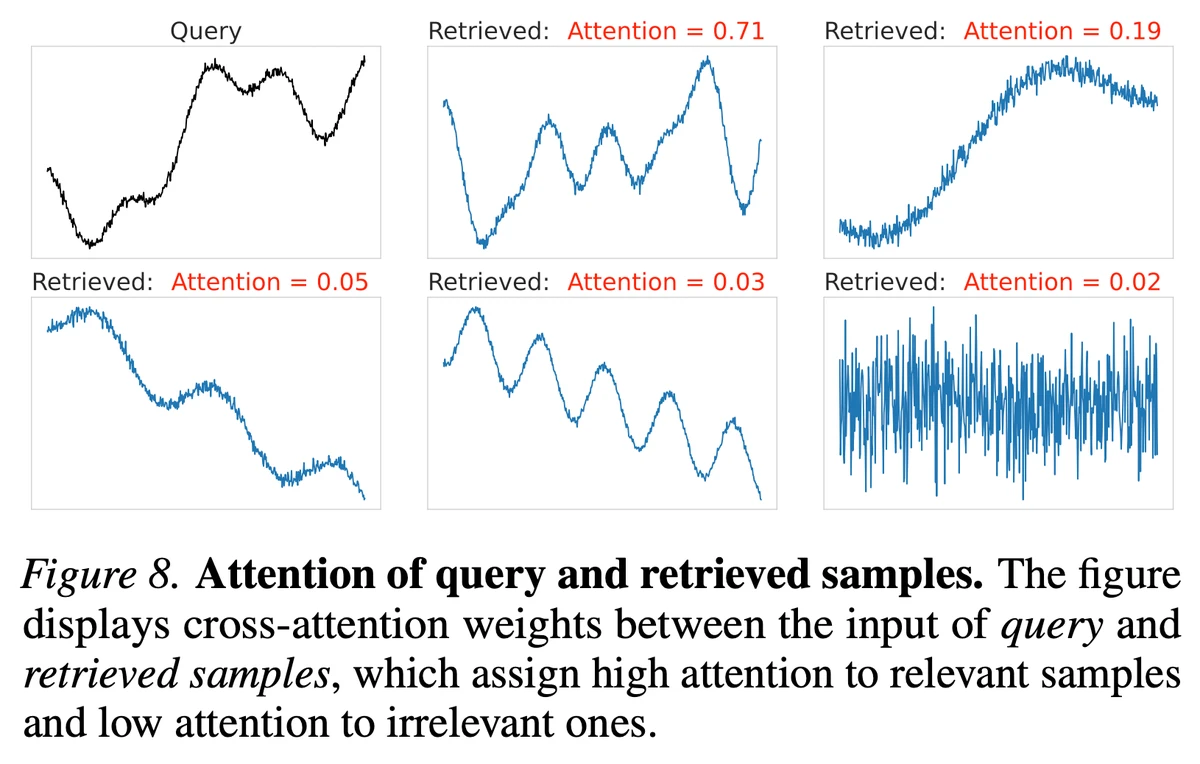 Query
Retrieved: Attention = 0.71
Retrieved: Attention = 0.19
Retrieved: Attention = 0.05
Retrieved: Attention = 0.03
Retrieved: Attention = 0.02
Figure 8. Attention of query and retrieved samples. The figure
displays cross-attention weights between the input of query and
retrieved samples, which assign high attention to relevant samples
and low attention to irrelevant ones.